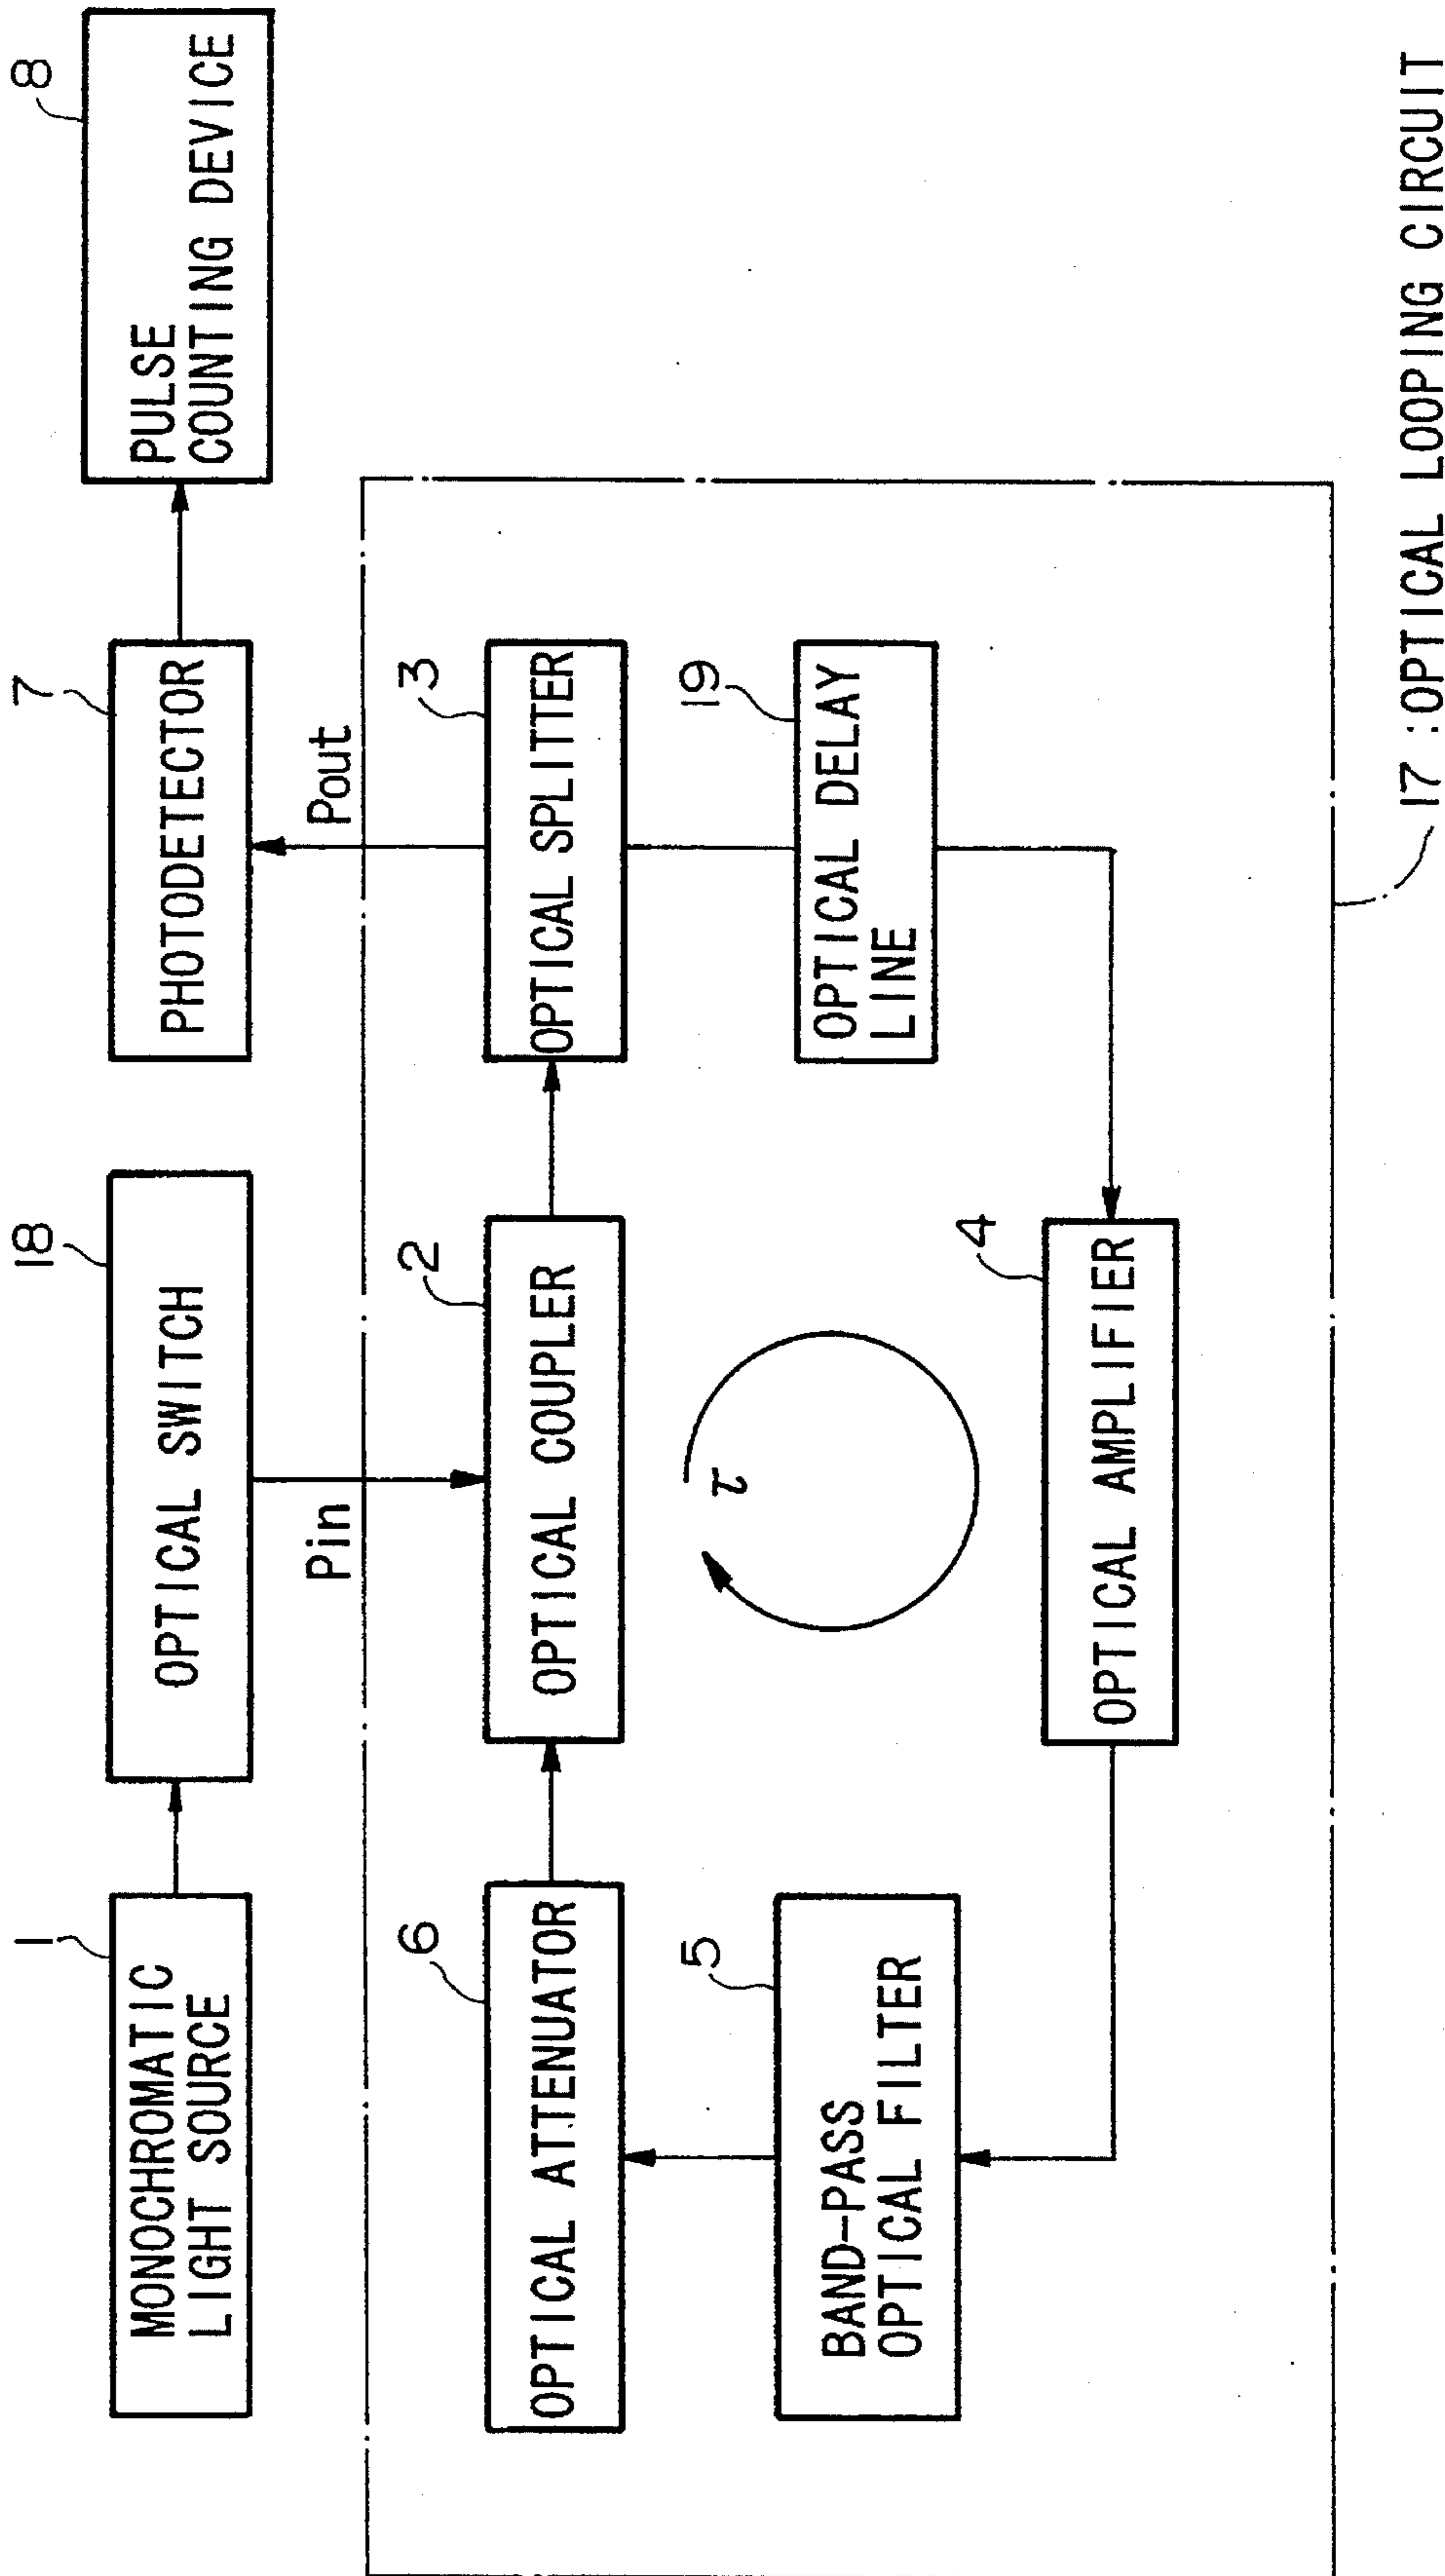 1
MONOCHROMATIC
LIGHT SOURCE
18
OPTICAL SWITCH
7
PHOTODETECTOR
8
PULSE
COUNTING DEVICE
Pin
Pout
6
OPTICAL ATTENUATOR
2
OPTICAL COUPLER
3
OPTICAL SPLITTER
5
BAND-PASS
OPTICAL FILTER
τ
19
OPTICAL DELAY
LINE
4
OPTICAL AMPLIFIER
17 :OPTICAL LOOPING CIRCUIT